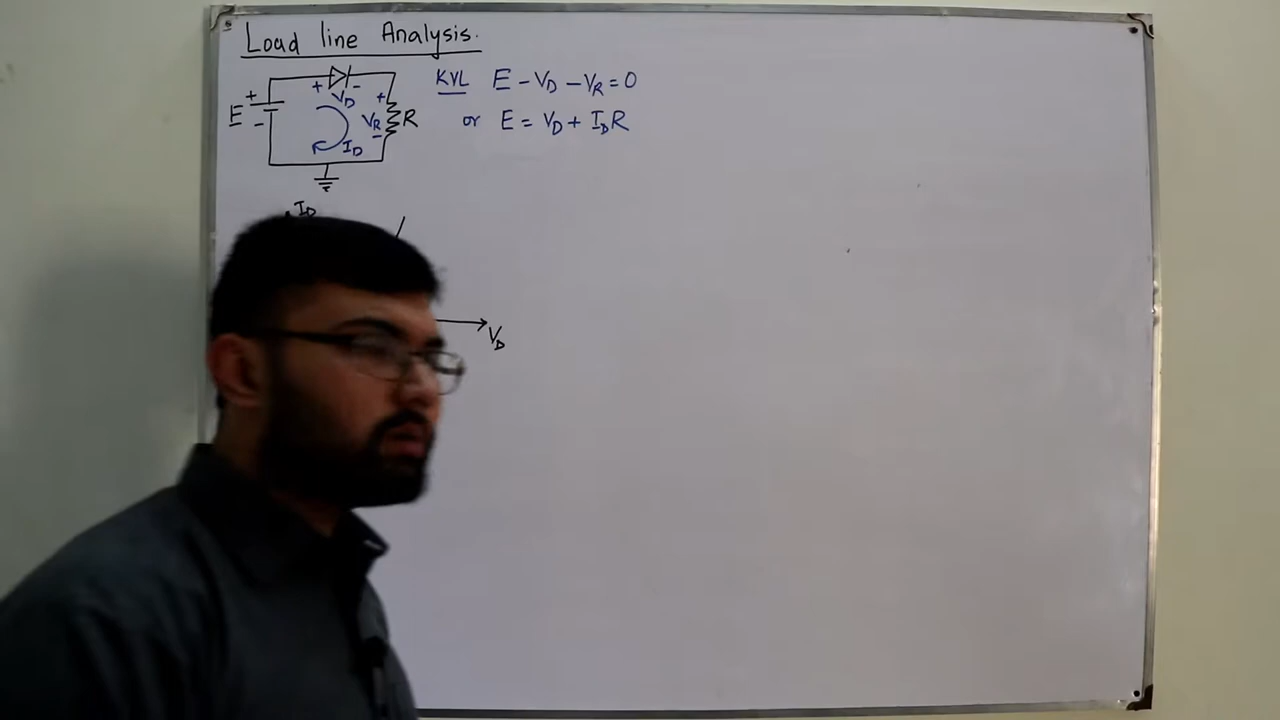 Load line Analysis.
KVL E - V_D - V_R = 0
or E = V_D + I_D R
+ + V_D - +
E V_R R
- I_D
I_D
V_D